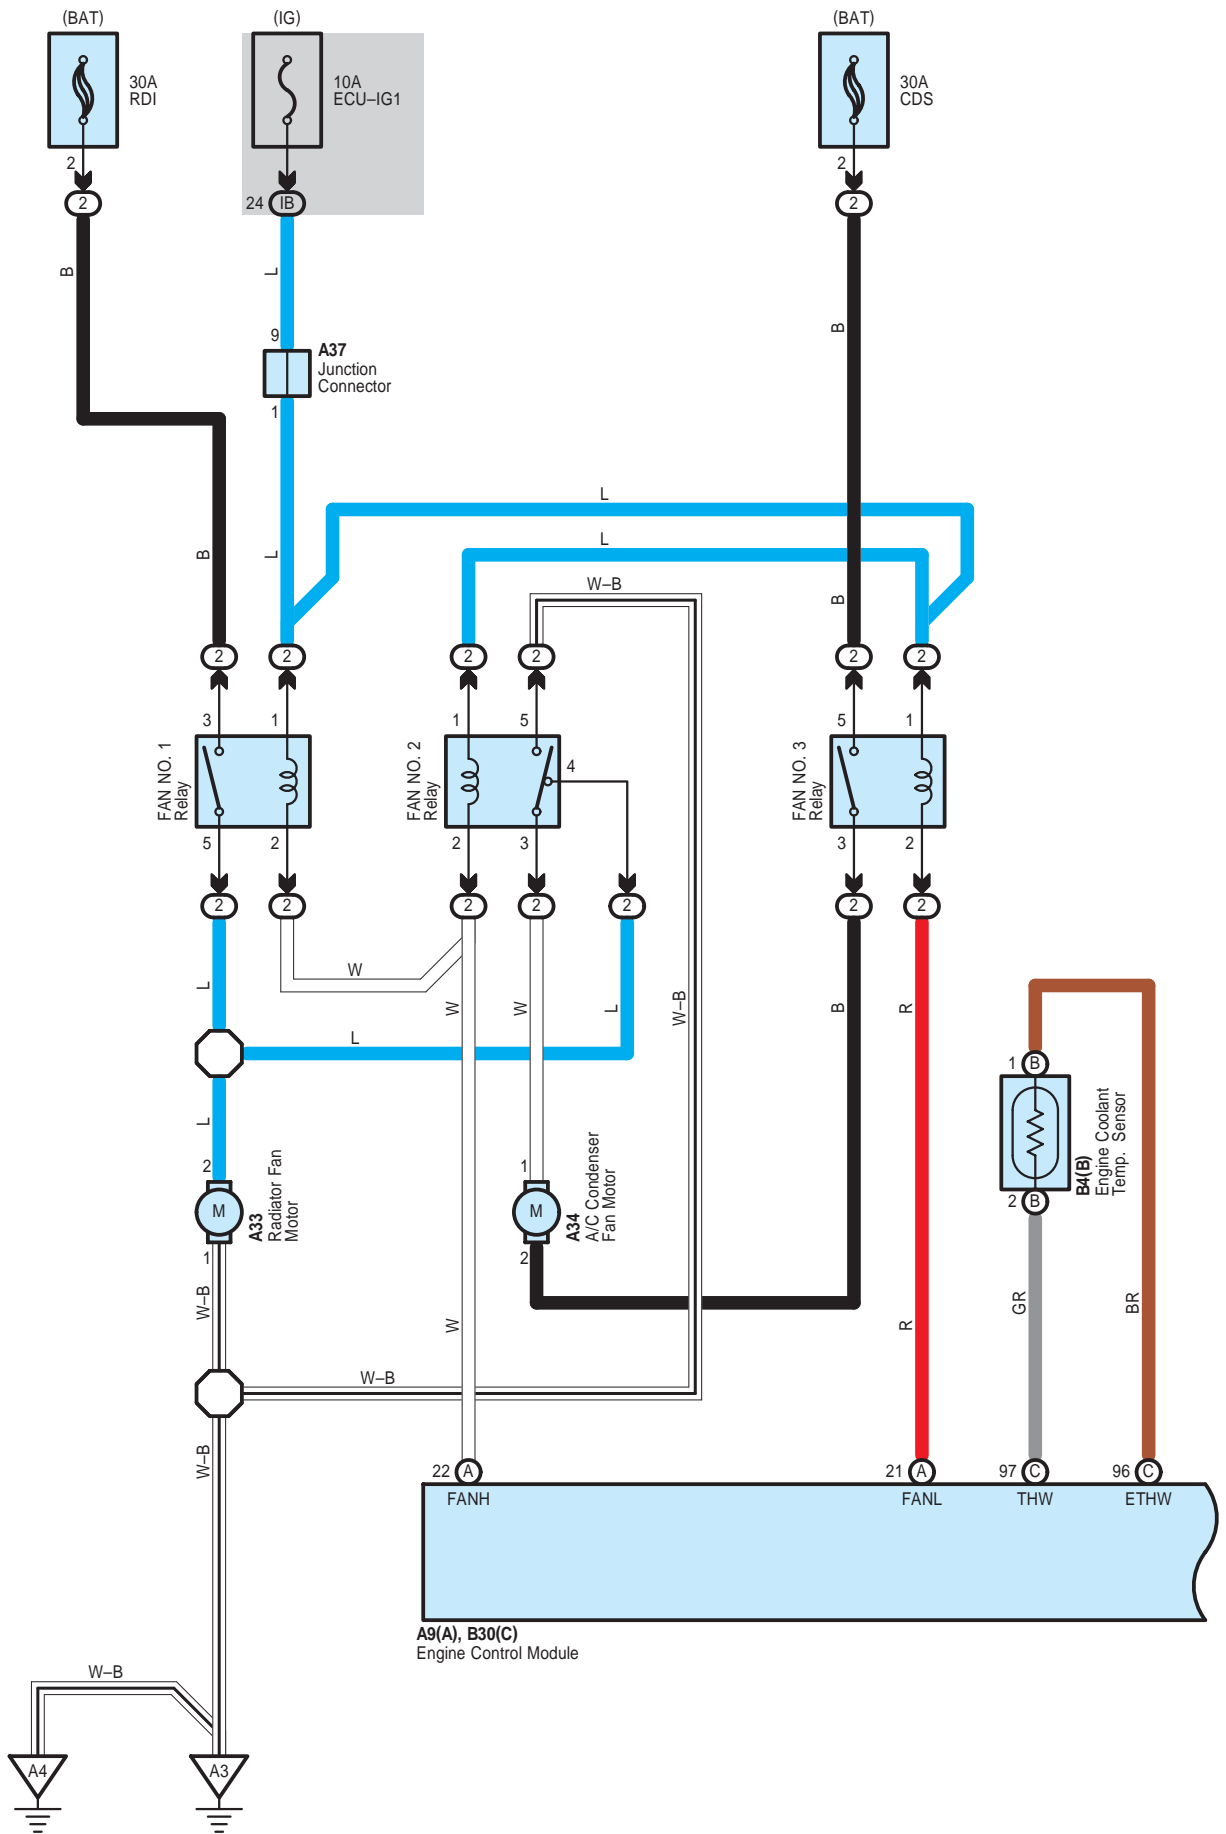 (BAT)
(IG)
(BAT)
30A
RDI
10A
ECU–IG1
30A
CDS
2
2
2
24
IB
2
B
L
B
9
A37
Junction
Connector
1
L
L
B
L
W–B
B
2
2
2
2
2
2
3
1
1
5
5
1
FAN NO. 1
Relay
FAN NO. 2
Relay
4
FAN NO. 3
Relay
5
2
2
3
3
2
2
2
2
2
2
2
2
W
L
W
W
L
W–B
B
R
L
1
B
B4(B)
Engine Coolant
Temp. Sensor
2
B
L
2
M
A33
Radiator Fan
Motor
1
1
M
A34
A/C Condenser
Fan Motor
2
W–B
W
R
GR
BR
W–B
W–B
22
A
21
A
97
C
96
C
FANH
FANL
THW
ETHW
A9(A), B30(C)
Engine Control Module
W–B
A4
A3